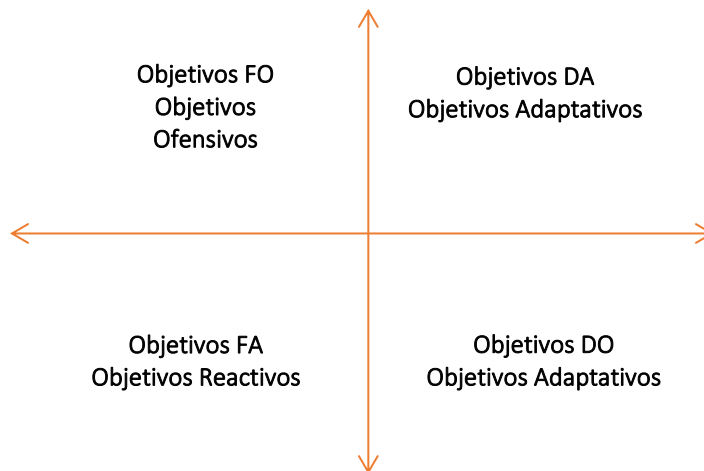 Objetivos FO
Objetivos
Ofensivos
Objetivos DA
Objetivos Adaptativos
Objetivos FA
Objetivos Reactivos
Objetivos DO
Objetivos Adaptativos